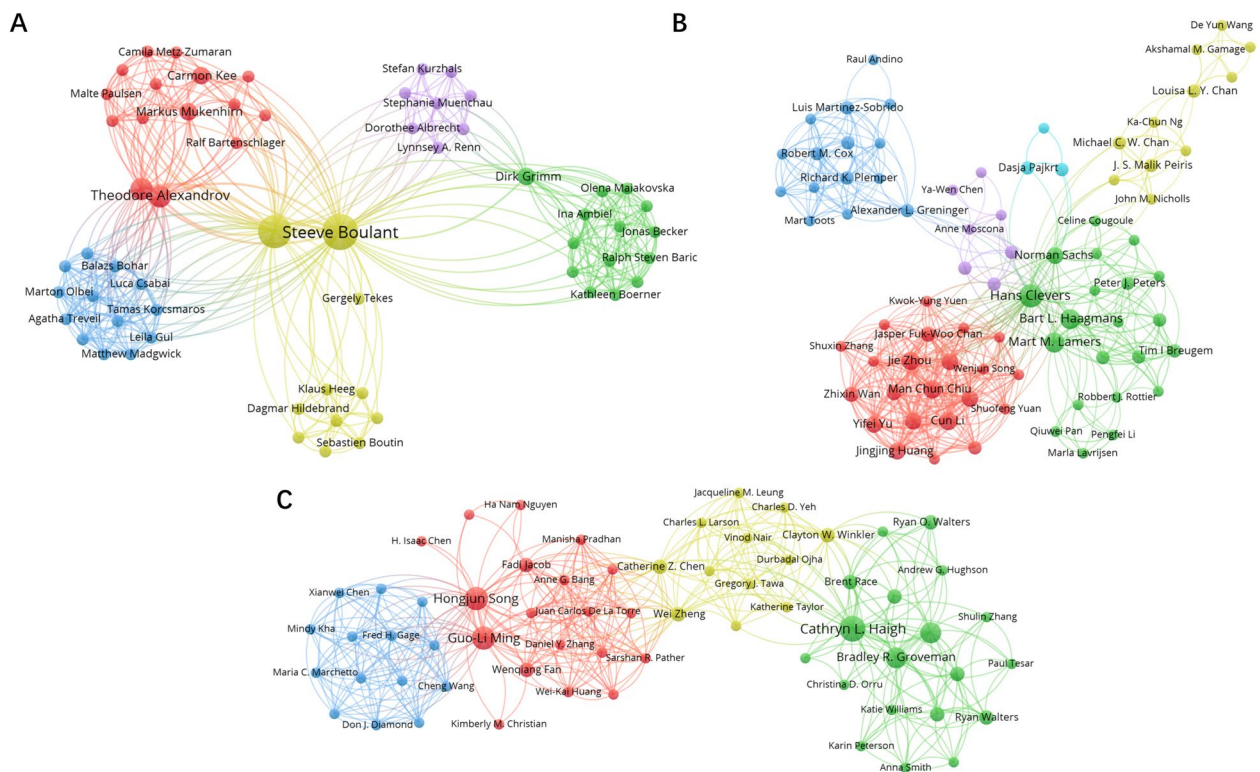 A
Camila Metz-Zumaran
Carmon Kee
Malte Paulsen
Markus Mukenhirn
Ralf Bartenschlager
Theodore Alexandrov
Stefan Kurzhals
Stephanie Muenchau
Dorothee Albrecht
Lynnsey A. Renn
Dirk Grimm
Olena Maiakovska
Ina Ambiel
Jonas Becker
Ralph Steven Baric
Kathleen Boerner
Steeve Boulant
Balazs Bohar
Luca Csabai
Marton Olbei
Tamas Korcsmaros
Agatha Treveil
Leila Gul
Matthew Madgwick
Gergely Tekes
Klaus Heeg
Dagmar Hildebrand
Sebastien Boutin
B
De Yun Wang
Akshamal M. Gamage
Louisa L. Y. Chan
Ka-Chun Ng
Michael C. W. Chan
J. S. Malik Peiris
John M. Nicholls
Raul Andino
Luis Martinez-Sobrido
Robert M. Cox
Richard K. Plemper
Mart Toots
Alexander L. Greninger
Dasja Pajkrt
Ya-Wen Chen
Anne Moscona
Celine Cougoule
Norman Sachs
Peter J. Peters
Hans Clevers
Bart L. Haagmans
Mart M. Lamers
Tim I Breugem
Robbert J. Rottier
Qiuwei Pan
Pengfei Li
Marla Lavrijsen
Kwok-Yung Yuen
Jasper Fuk-Woo Chan
Shuxin Zhang
Jie Zhou
Wenjun Song
Zhixin Wan
Man Chun Chiu
Shuofeng Yuan
Yifei Yu
Cun Li
Jingjing Huang
C
Ha Nam Nguyen
H. Isaac Chen
Manisha Pradhan
Fadi Jacob
Anne G. Bang
Hongjun Song
Juan Carlos De La Torre
Guo-Li Ming
Daniel Y. Zhang
Sarshan R. Pather
Wenqiang Fan
Wei-Kai Huang
Kimberly M. Christian
Xianwei Chen
Mindy Kha
Fred H. Gage
Maria C. Marchetto
Cheng Wang
Don J. Diamond
Jacqueline M. Leung
Charles D. Yeh
Charles L. Larson
Vinod Nair
Clayton W. Winkler
Catherine Z. Chen
Durbadal Ojha
Gregory J. Tawa
Wei Zheng
Katherine Taylor
Ryan O. Walters
Andrew G. Hughson
Brent Race
Shulin Zhang
Cathryn L. Haigh
Bradley R. Groveman
Paul Tesar
Christina D. Orru
Katie Williams
Ryan Walters
Karin Peterson
Anna Smith